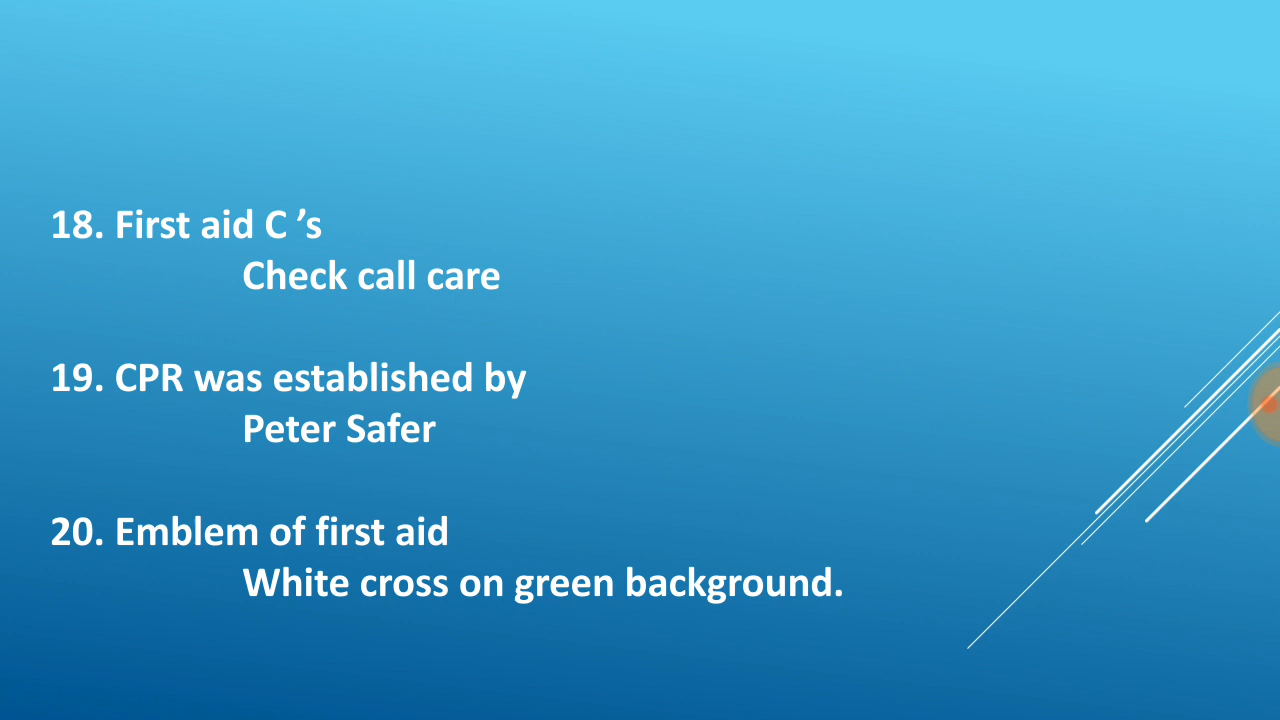 18. First aid C ’s
Check call care
19. CPR was established by
Peter Safer
20. Emblem of first aid
White cross on green background.